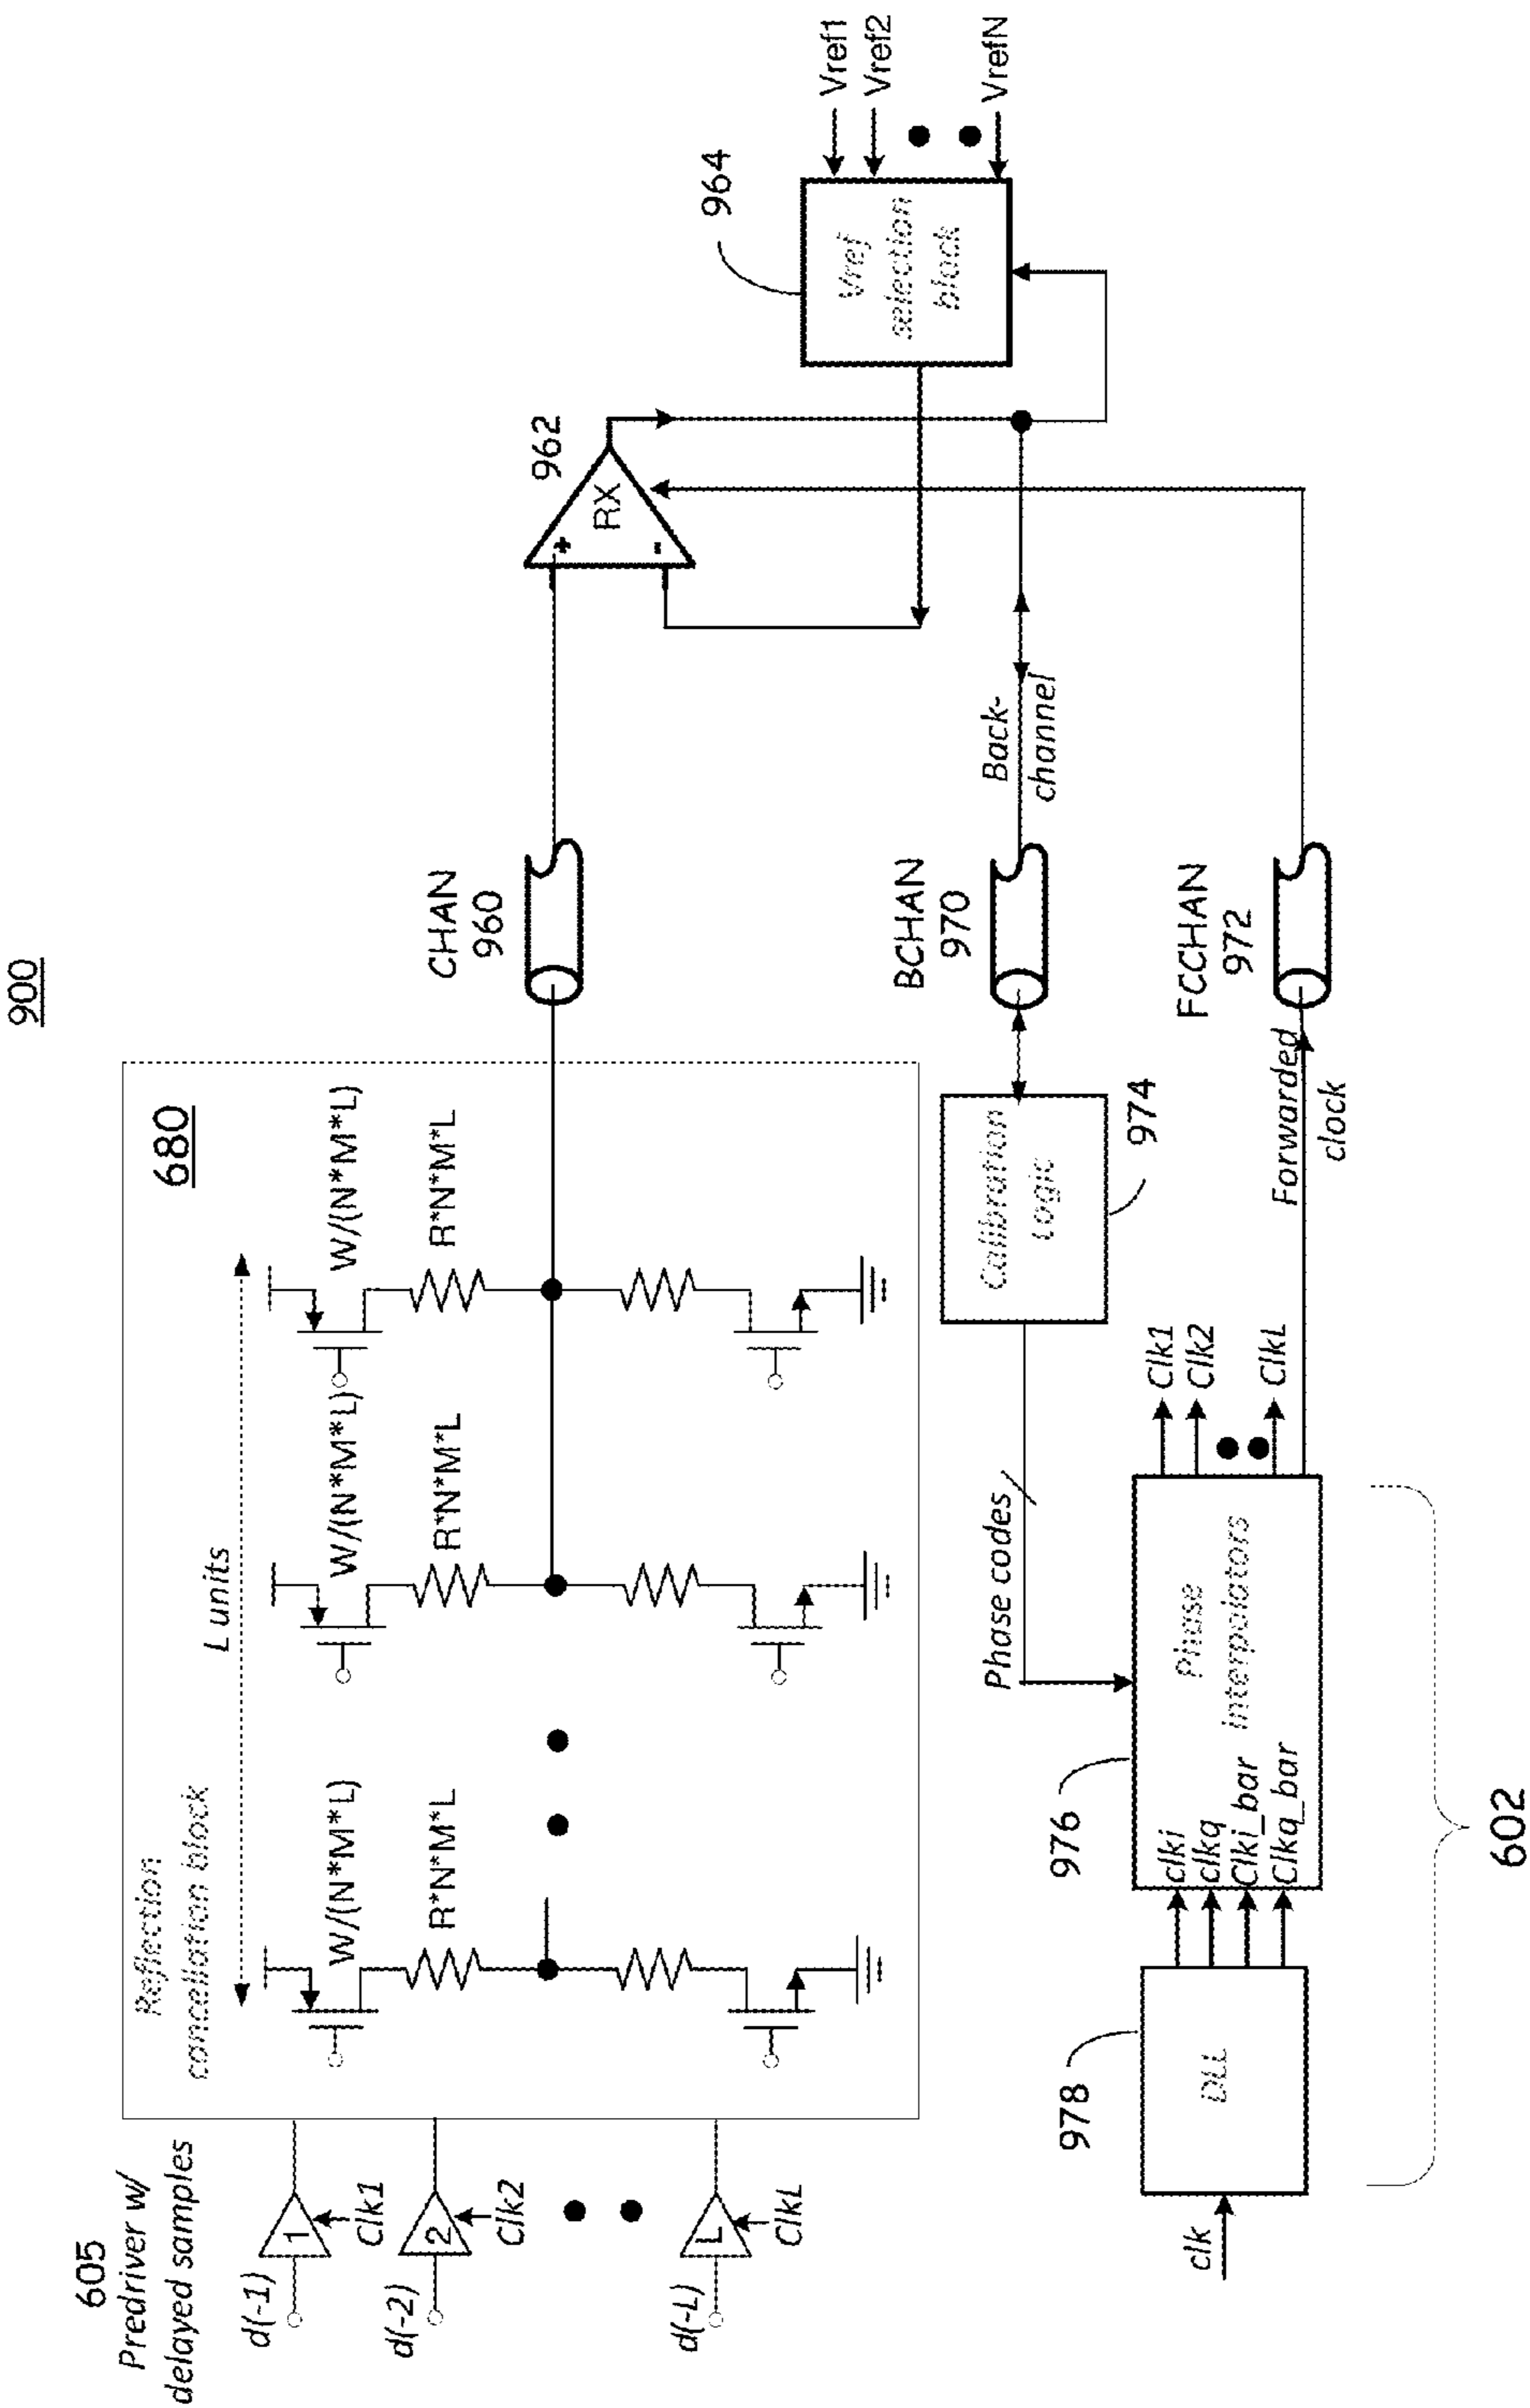 900
605
Predriver w/
delayed samples
d(-1)
1
Clk1
d(-2)
2
Clk2
d(-L)
L
ClkL
Reflection
cancellation block
680
L units
W/(N*M*L)
R*N*M*L
W/(N*M*L)
R*N*M*L
W/(N*M*L)
R*N*M*L
CHAN
960
962
+
RX
-
964
Vref
selection
block
Vref1
Vref2
VrefN
BCHAN
970
Back-
channel
Calibration
Logic
974
Phase codes
FCCHAN
972
Forwarded
clock
clk
978
DLL
976
clki
clkq
Clki_bar
Clkq_bar
Phase
interpolators
Clk1
Clk2
ClkL
602